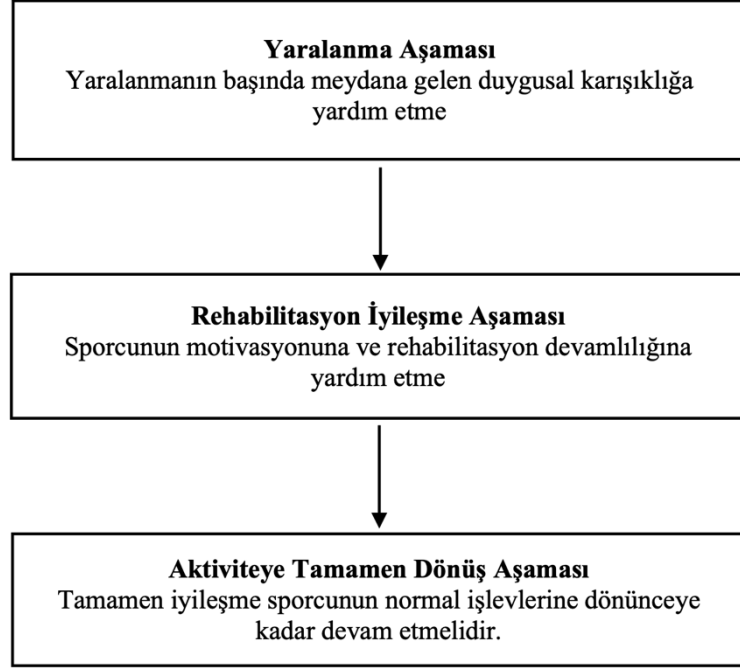 Yaralanma Aşaması
Yaralanmanın başında meydana gelen duygusal karışıklığa
yardım etme
Rehabilitasyon İyileşme Aşaması
Sporcunun motivasyonuna ve rehabilitasyon devamlılığına
yardım etme
Aktiviteye Tamamen Dönüş Aşaması
Tamamen iyileşme sporcunun normal işlevlerine dönünceye
kadar devam etmelidir.